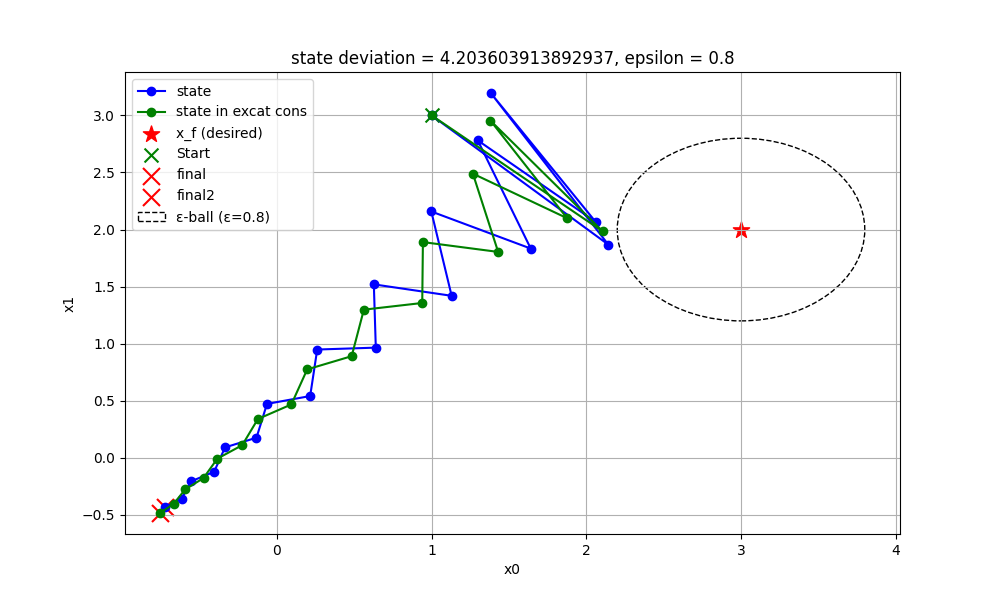 state deviation = 4.203603913892937, epsilon = 0.8
state
state in excat cons
x_f (desired)
Start
final
final2
ε-ball (ε=0.8)
3.0
2.5
2.0
1.5
1.0
0.5
0.0
−0.5
x1
0
1
2
3
4
x0